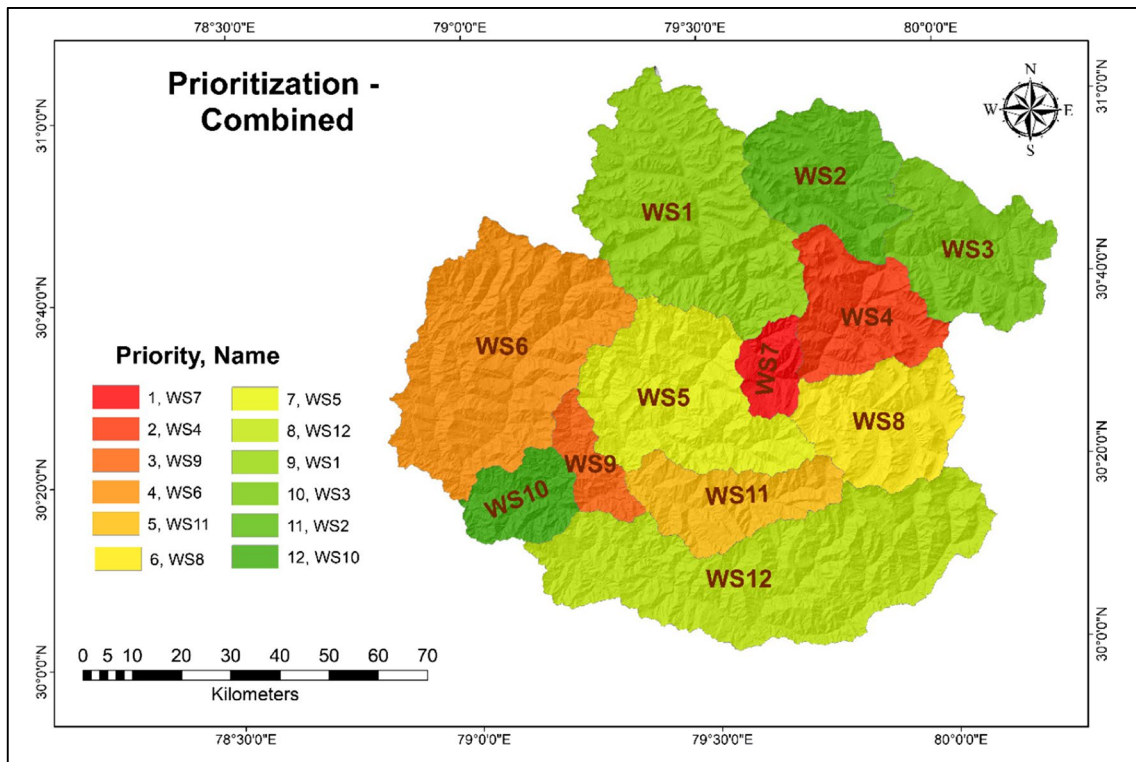 78°30'0"E 79°0'0"E 79°30'0"E 80°0'0"E
Prioritization -
Combined
N
W E
S
31°0'0"N
31°0'0"N
WS2
WS1
WS3
30°40'0"N
30°40'0"N
WS4
WS6
WS7
Priority, Name
1, WS7 7, WS5
2, WS4 8, WS12
3, WS9 9, WS1
4, WS6 10, WS3
5, WS11 11, WS2
6, WS8 12, WS10
WS5
WS8
30°20'0"N
30°20'0"N
WS9
WS10
WS11
WS12
30°0'0"N
30°0'0"N
0 5 10 20 30 40 50 60 70
Kilometers
78°30'0"E 79°0'0"E 79°30'0"E 80°0'0"E